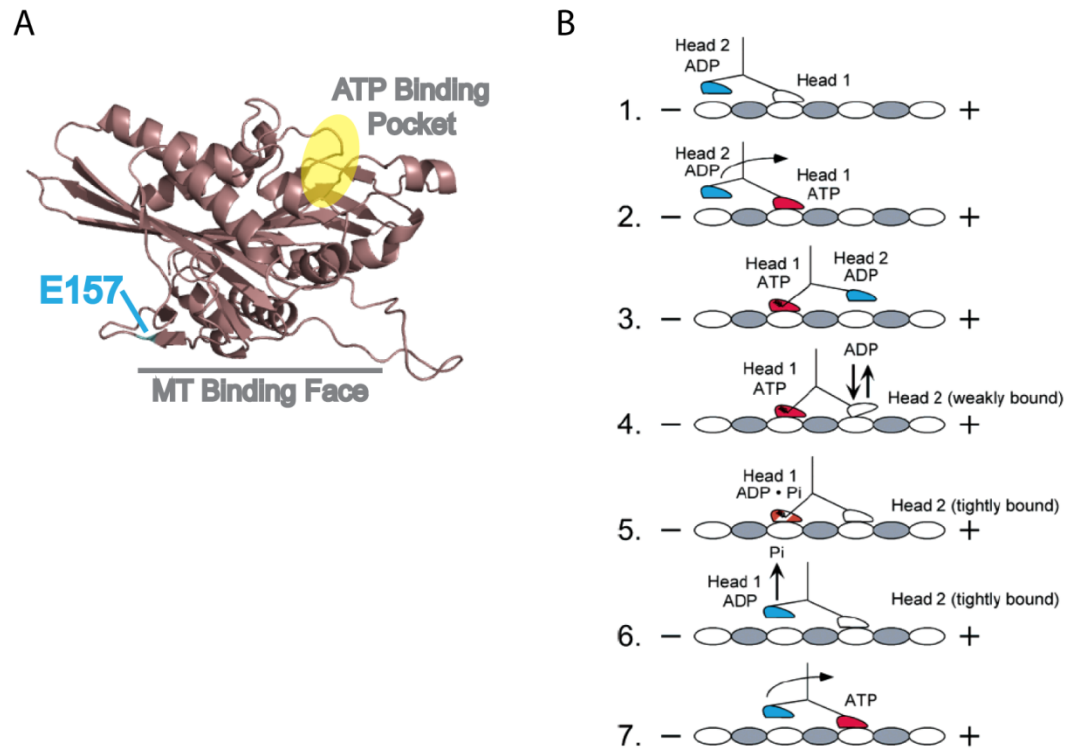 A
ATP Binding
Pocket
E157
MT Binding Face
B
Head 2
ADP
Head 1
1. − +
Head 2
ADP
Head 1
ATP
2. − +
Head 1
ATP
Head 2
ADP
3. − +
ADP
Head 1
ATP
Head 2 (weakly bound)
4. − +
Head 1
ADP • Pi
Head 2 (tightly bound)
5. − +
Pi
Head 1
ADP
Head 2 (tightly bound)
6. − +
ATP
7. − +